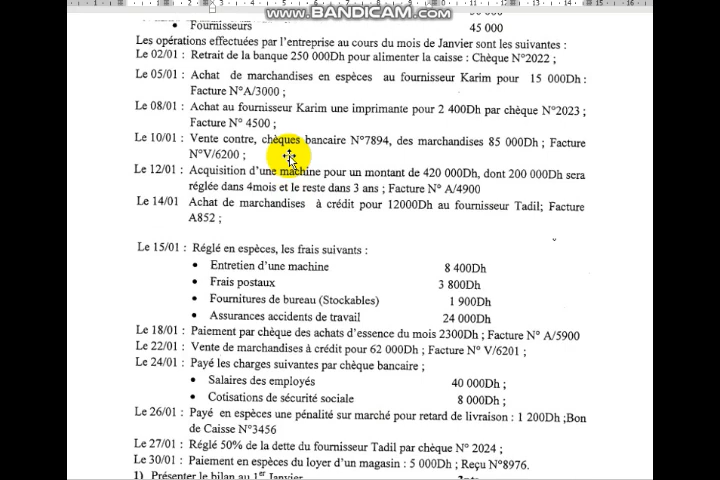 www.BANDICAM.com
• Fournisseurs 45 000
Les opérations effectuées par l'entreprise au cours du mois de Janvier sont les suivantes :
Le 02/01 : Retrait de la banque 250 000Dh pour alimenter la caisse : Chèque N°2022 ;
Le 05/01 : Achat de marchandises en espèces au fournisseur Karim pour 15 000Dh :
Facture N°A/3000 ;
Le 08/01 : Achat au fournisseur Karim une imprimante pour 2 400Dh par chèque N°2023 ;
Facture N° 4500 ;
Le 10/01 : Vente contre, chèques bancaire N°7894, des marchandises 85 000Dh ; Facture
N°V/6200 ;
Le 12/01 : Acquisition d'une machine pour un montant de 420 000Dh, dont 200 000Dh sera
réglée dans 4mois et le reste dans 3 ans ; Facture N° A/4900
Le 14/01 Achat de marchandises à crédit pour 12000Dh au fournisseur Tadil; Facture
A852 ;
Le 15/01 : Réglé en espèces, les frais suivants :
• Entretien d'une machine 8 400Dh
• Frais postaux 3 800Dh
• Fournitures de bureau (Stockables) 1 900Dh
• Assurances accidents de travail 24 000Dh
Le 18/01 : Paiement par chèque des achats d'essence du mois 2300Dh ; Facture N° A/5900
Le 22/01 : Vente de marchandises à crédit pour 62 000Dh ; Facture N° V/6201 ;
Le 24/01 : Payé les charges suivantes par chèque bancaire ;
• Salaires des employés 40 000Dh ;
• Cotisations de sécurité sociale 8 000Dh ;
Le 26/01 : Payé en espèces une pénalité sur marché pour retard de livraison : 1 200Dh ;Bon
de Caisse N°3456
Le 27/01 : Réglé 50% de la dette du fournisseur Tadil par chèque N° 2024 ;
Le 30/01 : Paiement en espèces du loyer d'un magasin : 5 000Dh ; Reçu N°8976.
1) Présenter le bilan au 1er Janvier